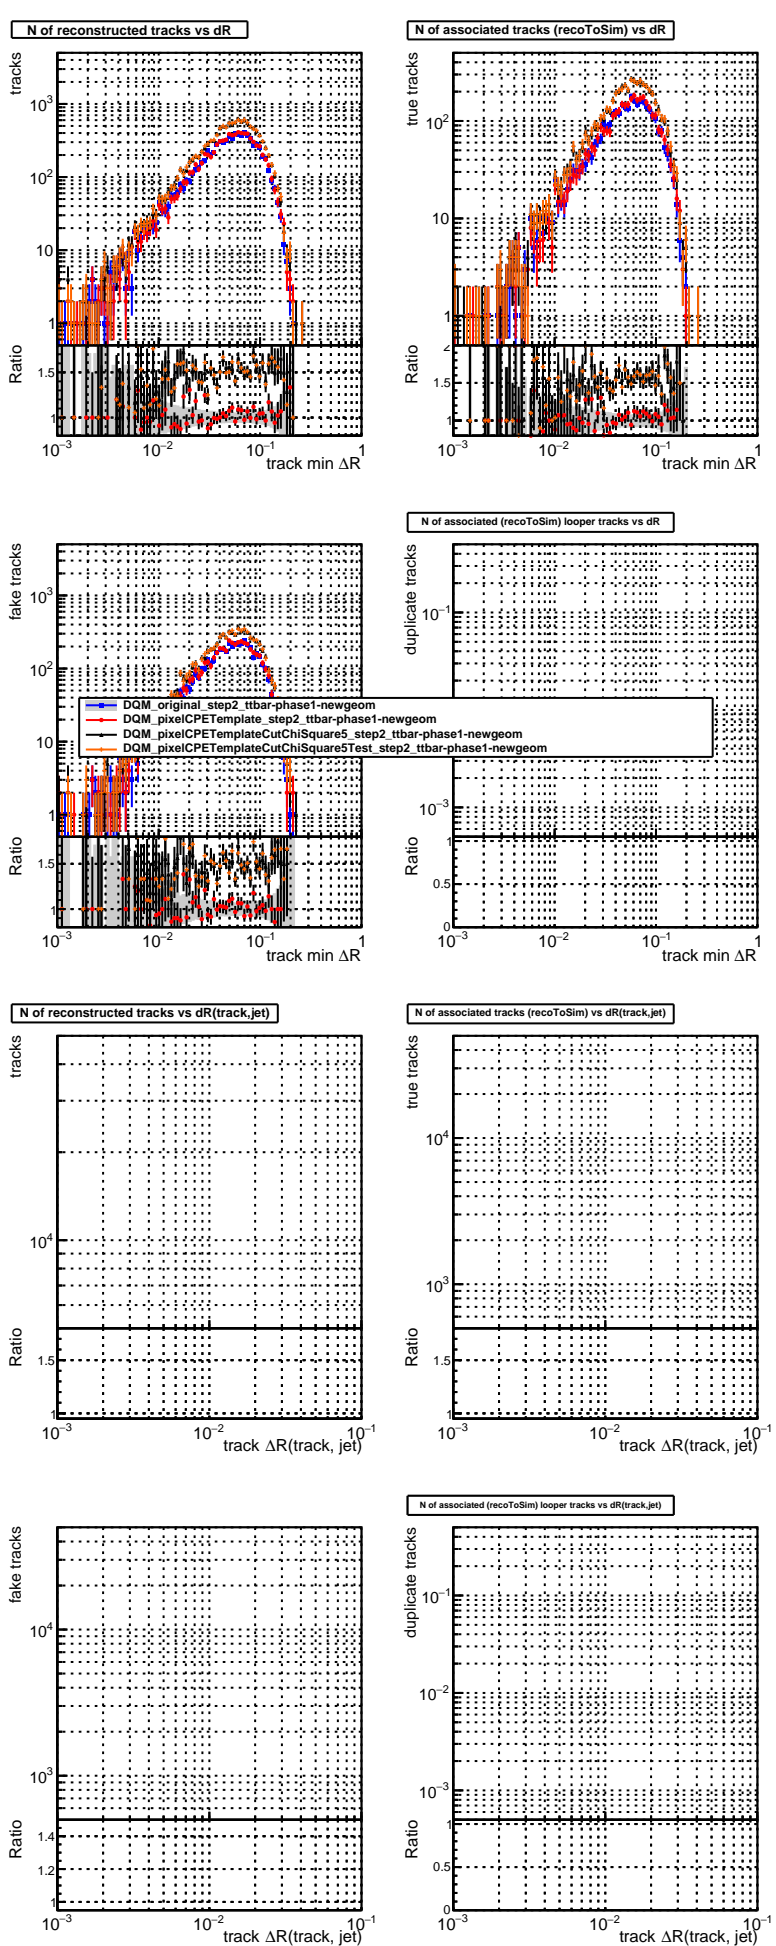 N of reconstructed tracks vs dR
tracks
10³
10²
10
1
Ratio
1.5
1
10⁻³ 10⁻² 10⁻¹ 1
track min ΔR
N of associated tracks (recoToSim) vs dR
true tracks
10²
10
1
Ratio
2
1.5
1
10⁻³ 10⁻² 10⁻¹ 1
track min ΔR
fake tracks
10³
10²
10
1
Ratio
1.5
1
10⁻³ 10⁻² 10⁻¹ 1
track min ΔR
N of associated (recoToSim) looper tracks vs dR
duplicate tracks
10⁻¹
10⁻³
Ratio
1
0.5
0
10⁻³ 10⁻² 10⁻¹ 1
track min ΔR
DQM_original_step2_ttbar-phase1-newgeom
DQM_pixelCPETemplate_step2_ttbar-phase1-newgeom
DQM_pixelCPETemplateCutChiSquare5_step2_ttbar-phase1-newgeom
DQM_pixelCPETemplateCutChiSquare5Test_step2_ttbar-phase1-newgeom
N of reconstructed tracks vs dR(track,jet)
tracks
10⁴
Ratio
1.5
1
10⁻³ 10⁻² 10⁻¹
track ΔR(track, jet)
N of associated tracks (recoToSim) vs dR(track,jet)
true tracks
10⁴
10³
Ratio
1.5
1
10⁻³ 10⁻² 10⁻¹
track ΔR(track, jet)
fake tracks
10⁴
10³
Ratio
1.4
1.2
1
10⁻³ 10⁻² 10⁻¹
track ΔR(track, jet)
N of associated (recoToSim) looper tracks vs dR(track,jet)
duplicate tracks
10⁻¹
10⁻²
10⁻³
Ratio
1
0.5
0
10⁻³ 10⁻² 10⁻¹
track ΔR(track, jet)